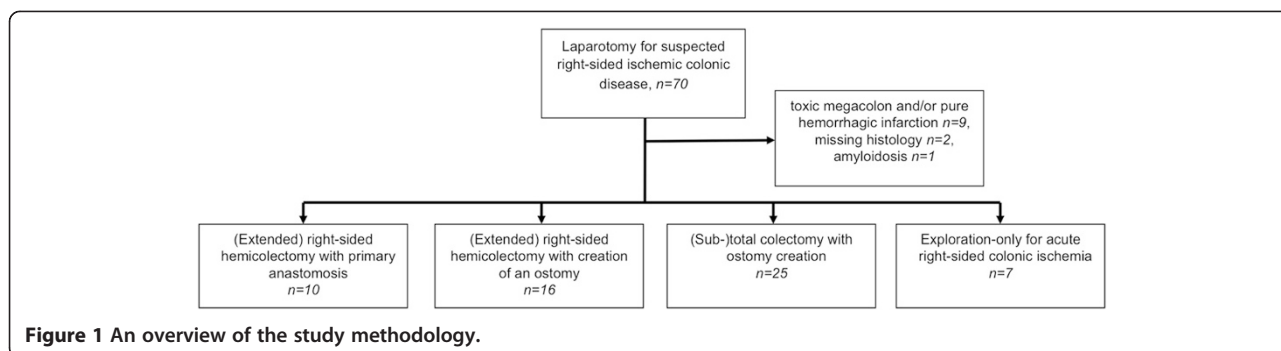 Laparotomy for suspected
right-sided ischemic colonic
disease, n=70
toxic megacolon and/or pure
hemorrhagic infarction n=9,
missing histology n=2,
amyloidosis n=1
(Extended) right-sided
hemicolectomy with primary
anastomosis
n=10
(Extended) right-sided
hemicolectomy with creation
of an ostomy
n=16
(Sub-)total colectomy with
ostomy creation
n=25
Exploration-only for acute
right-sided colonic ischemia
n=7
Figure 1 An overview of the study methodology.